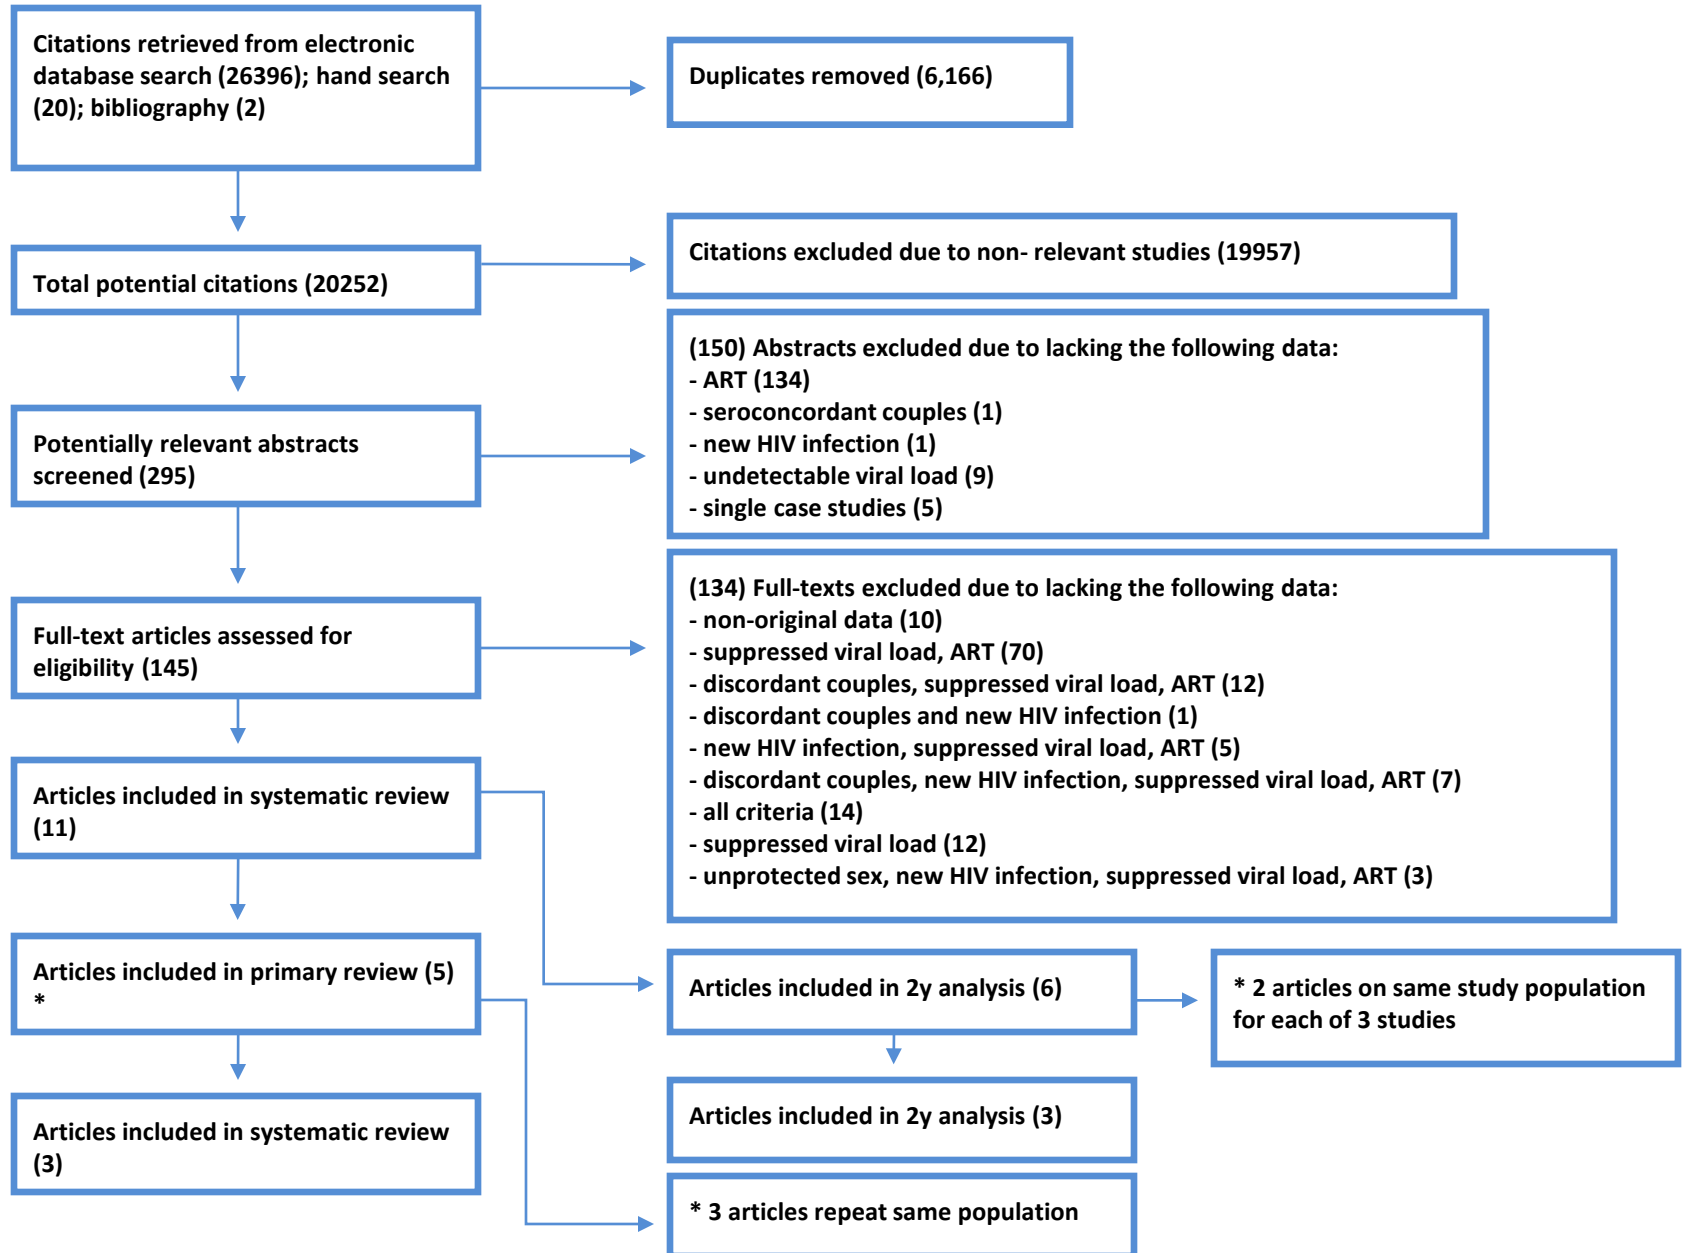 Citations retrieved from electronic
database search (26396); hand search
(20); bibliography (2)
Duplicates removed (6,166)
Total potential citations (20252)
Citations excluded due to non- relevant studies (19957)
Potentially relevant abstracts
screened (295)
(150) Abstracts excluded due to lacking the following data:
- ART (134)
- seroconcordant couples (1)
- new HIV infection (1)
- undetectable viral load (9)
- single case studies (5)
Full-text articles assessed for
eligibility (145)
(134) Full-texts excluded due to lacking the following data:
- non-original data (10)
- suppressed viral load, ART (70)
- discordant couples, suppressed viral load, ART (12)
- discordant couples and new HIV infection (1)
- new HIV infection, suppressed viral load, ART (5)
- discordant couples, new HIV infection, suppressed viral load, ART (7)
- all criteria (14)
- suppressed viral load (12)
- unprotected sex, new HIV infection, suppressed viral load, ART (3)
Articles included in systematic review
(11)
Articles included in primary review (5)
*
Articles included in 2y analysis (6)
* 2 articles on same study population
for each of 3 studies
Articles included in systematic review
(3)
Articles included in 2y analysis (3)
* 3 articles repeat same population